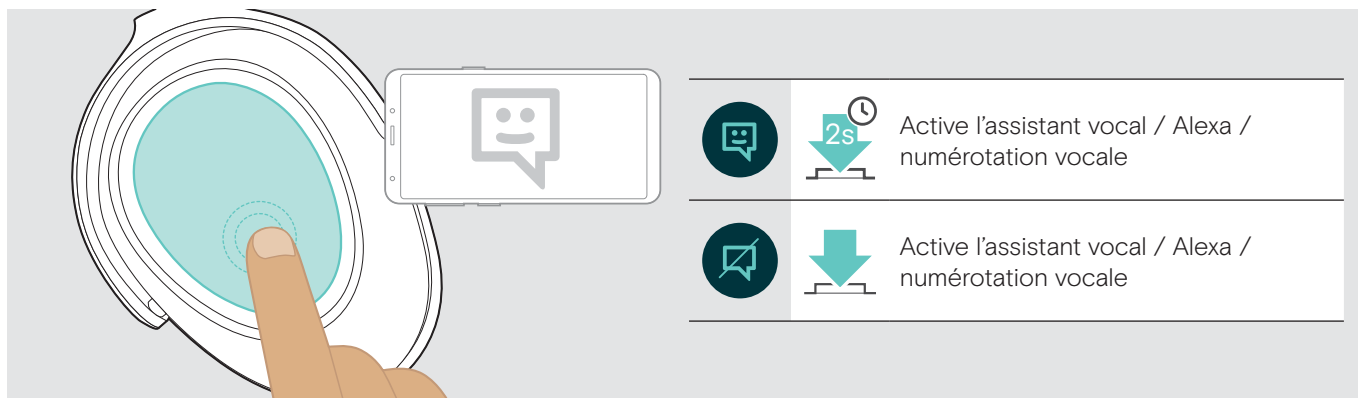 2s
Active l’assistant vocal / Alexa /
numérotation vocale
Active l’assistant vocal / Alexa /
numérotation vocale